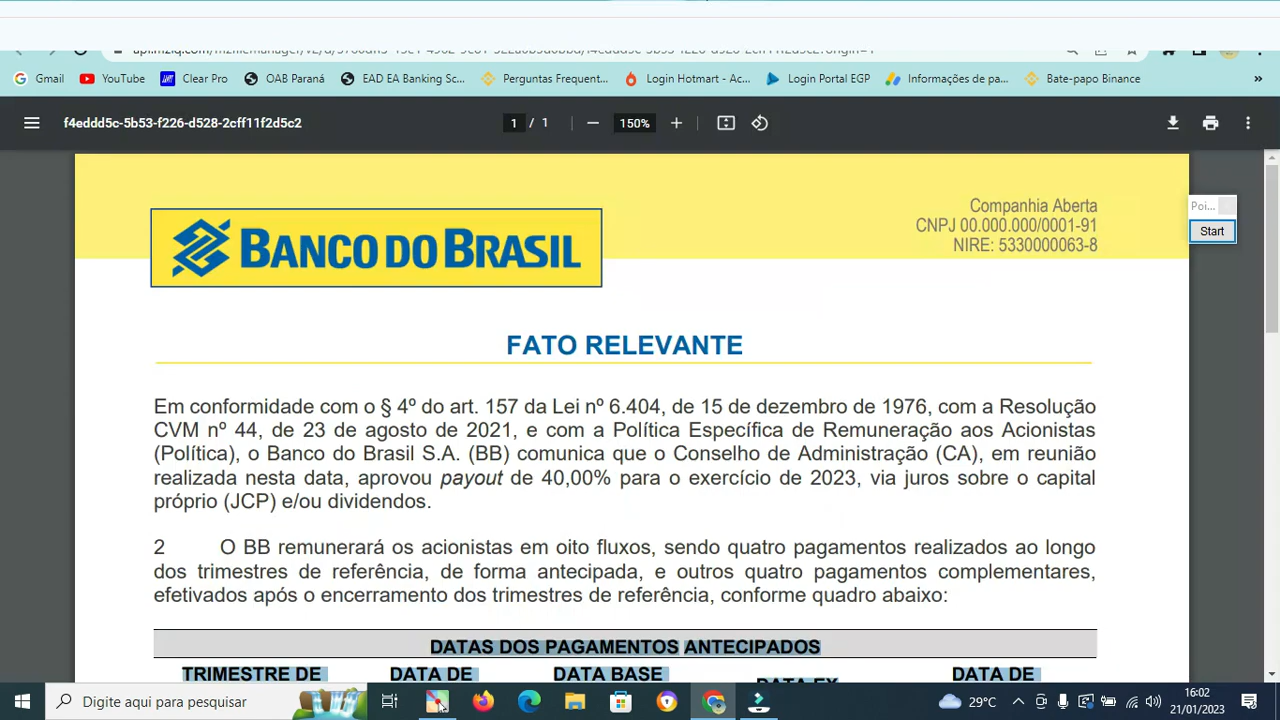 Gmail YouTube Clear Pro OAB Paraná EAD EA Banking Sc... Perguntas Frequent... Login Hotmart - Ac... Login Portal EGPI Informações de pa... Bate-papo Binance »
f4eddd5c-5b53-f226-d528-2cff11f2d5c2 1 / 1 150%
Companhia Aberta
CNPJ 00.000.000/0001-91
NIRE: 5330000063-8
BANCO DO BRASIL
Poi...
Start
FATO RELEVANTE
Em conformidade com o § 4º do art. 157 da Lei nº 6.404, de 15 de dezembro de 1976, com a Resolução
CVM nº 44, de 23 de agosto de 2021, e com a Política Específica de Remuneração aos Acionistas
(Política), o Banco do Brasil S.A. (BB) comunica que o Conselho de Administração (CA), em reunião
realizada nesta data, aprovou payout de 40,00% para o exercício de 2023, via juros sobre o capital
próprio (JCP) e/ou dividendos.
2 O BB remunerará os acionistas em oito fluxos, sendo quatro pagamentos realizados ao longo
dos trimestres de referência, de forma antecipada, e outros quatro pagamentos complementares,
efetivados após o encerramento dos trimestres de referência, conforme quadro abaixo:
DATAS DOS PAGAMENTOS ANTECIPADOS
TRIMESTRE DE DATA DE DATA BASE DATA EX DATA DE
Digite aqui para pesquisar 29°C 16:02
21/01/2023